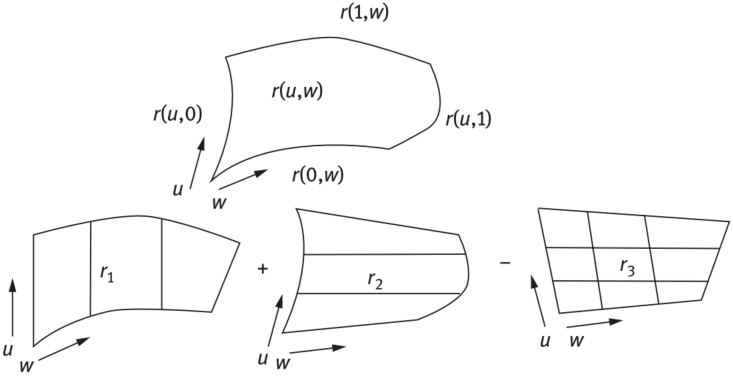 r(1,w)
r(u,w)
r(u,0)
r(u,1)
r(0,w)
u
w
r1
+
r2
−
r3
u
w
u
w
u
w